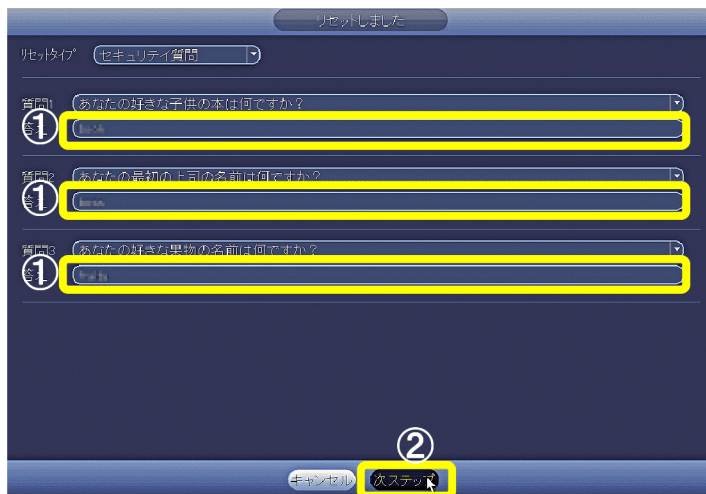 リセットしました
リセットタイプ セキュリティ質問
質問1 あなたの好きな子供の本は何ですか？
① 答え
質問2 あなたの最初の上司の名前は何ですか？
① 答え
質問3 あなたの好きな果物の名前は何ですか？
① 答え
②
キャンセル 次ステップ